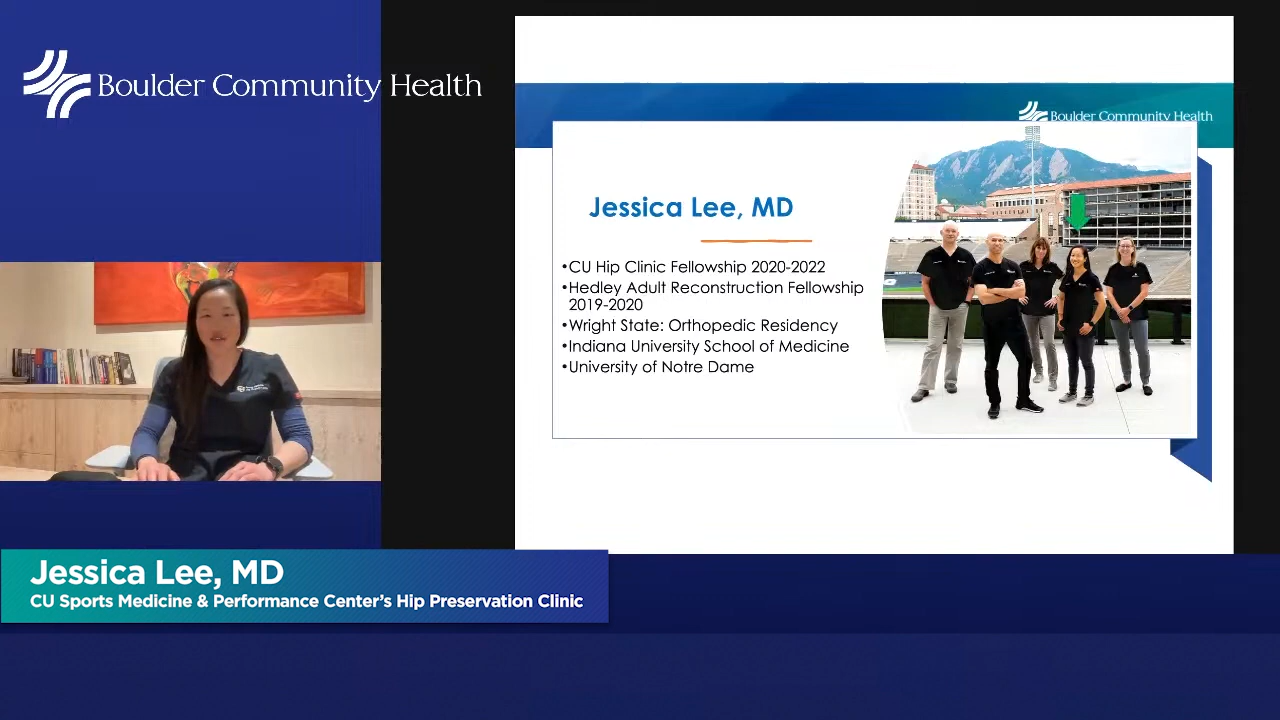 Boulder Community Health
Boulder Community Health
Jessica Lee, MD
•CU Hip Clinic Fellowship 2020-2022
•Hedley Adult Reconstruction Fellowship
2019-2020
•Wright State: Orthopedic Residency
•Indiana University School of Medicine
•University of Notre Dame
Jessica Lee, MD
CU Sports Medicine & Performance Center's Hip Preservation Clinic